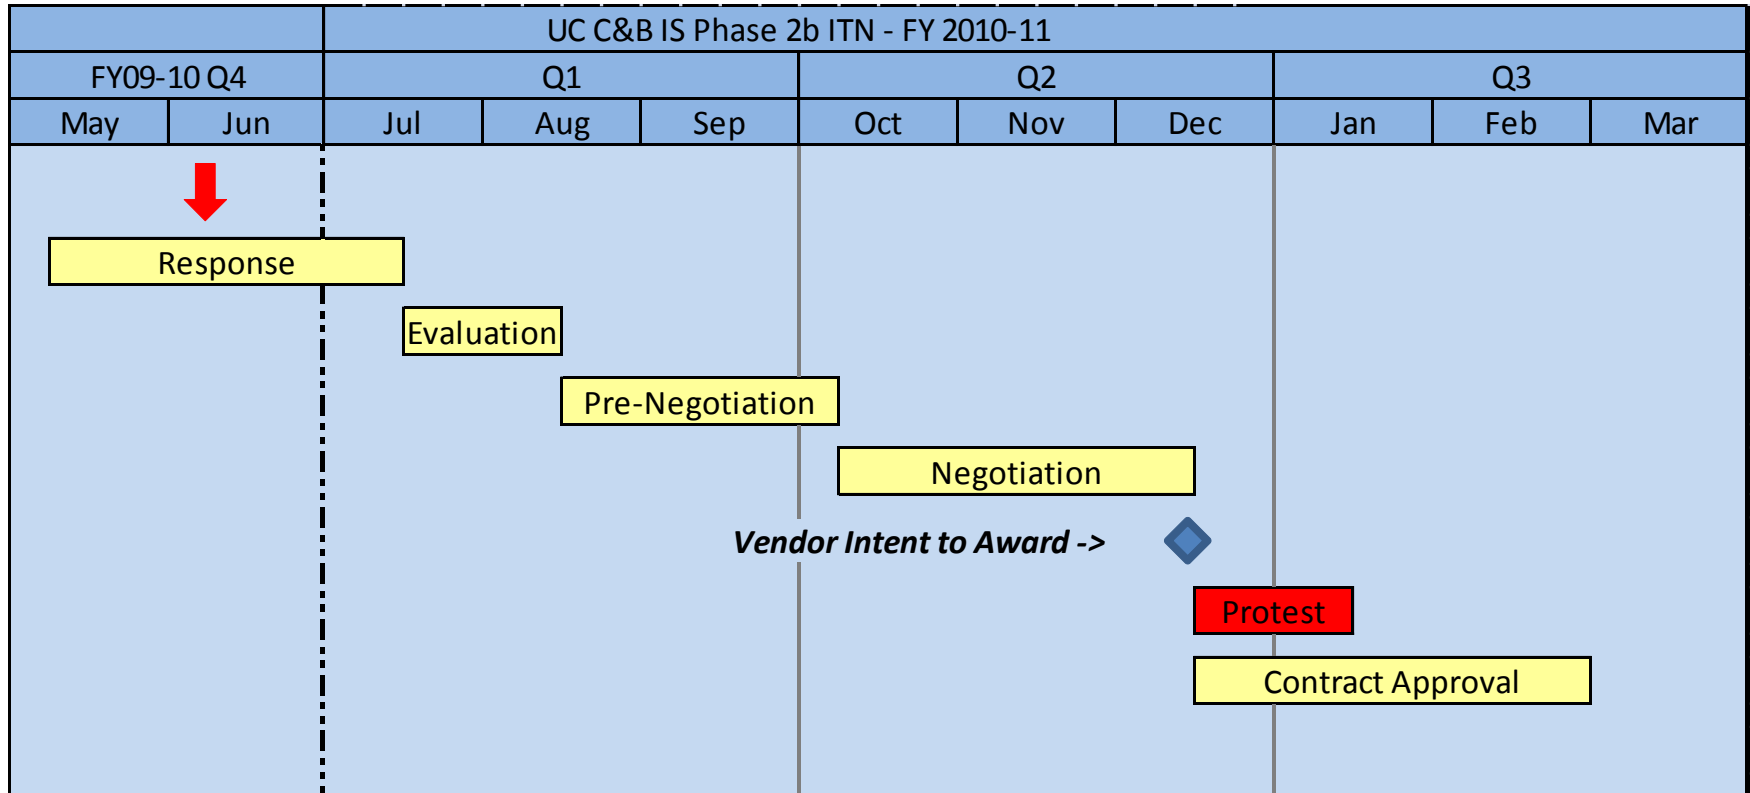 UC C&B IS Phase 2b ITN - FY 2010-11
FY09-10 Q4 Q1 Q2 Q3
May Jun Jul Aug Sep Oct Nov Dec Jan Feb Mar
Response
Evaluation
Pre-Negotiation
Negotiation
Vendor Intent to Award ->
Protest
Contract Approval